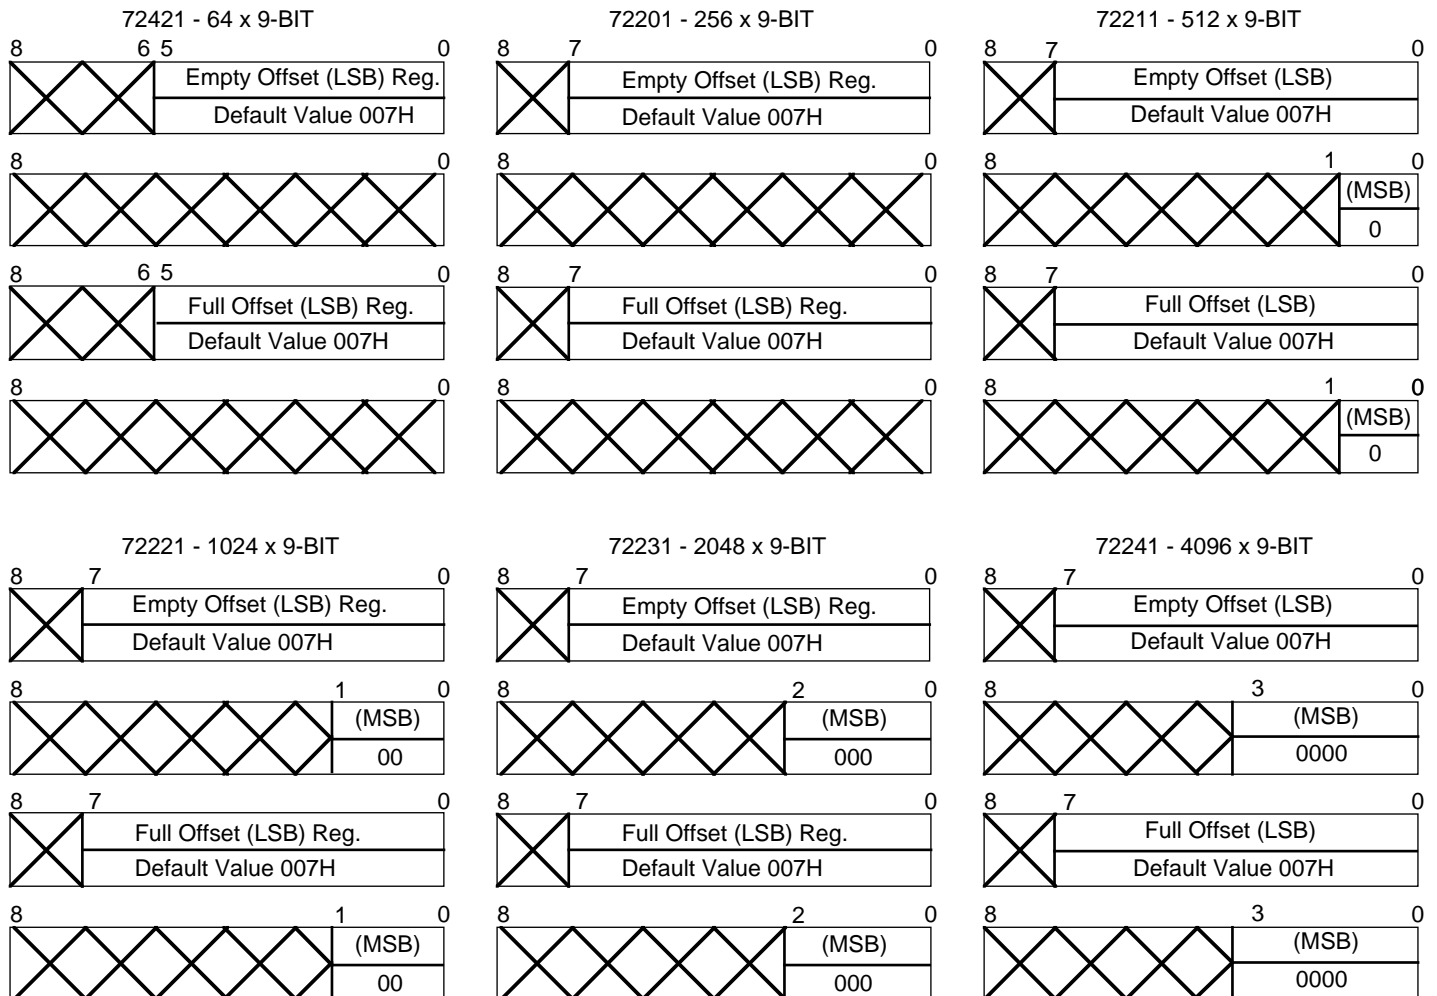 72421 - 64 x 9-BIT
8 6 5 0
Empty Offset (LSB) Reg.
Default Value 007H
8 0
8 6 5 0
Full Offset (LSB) Reg.
Default Value 007H
8 0
72201 - 256 x 9-BIT
8 7 0
Empty Offset (LSB) Reg.
Default Value 007H
8 0
8 7 0
Full Offset (LSB) Reg.
Default Value 007H
8 0
72211 - 512 x 9-BIT
8 7 0
Empty Offset (LSB)
Default Value 007H
8 1 0
(MSB)
0
8 7 0
Full Offset (LSB)
Default Value 007H
8 1 0
(MSB)
0
72221 - 1024 x 9-BIT
8 7 0
Empty Offset (LSB) Reg.
Default Value 007H
8 1 0
(MSB)
00
8 7 0
Full Offset (LSB) Reg.
Default Value 007H
8 1 0
(MSB)
00
72231 - 2048 x 9-BIT
8 7 0
Empty Offset (LSB) Reg.
Default Value 007H
8 2 0
(MSB)
000
8 7 0
Full Offset (LSB) Reg.
Default Value 007H
8 2 0
(MSB)
000
72241 - 4096 x 9-BIT
8 7 0
Empty Offset (LSB)
Default Value 007H
8 3 0
(MSB)
0000
8 7 0
Full Offset (LSB)
Default Value 007H
8 3 0
(MSB)
0000